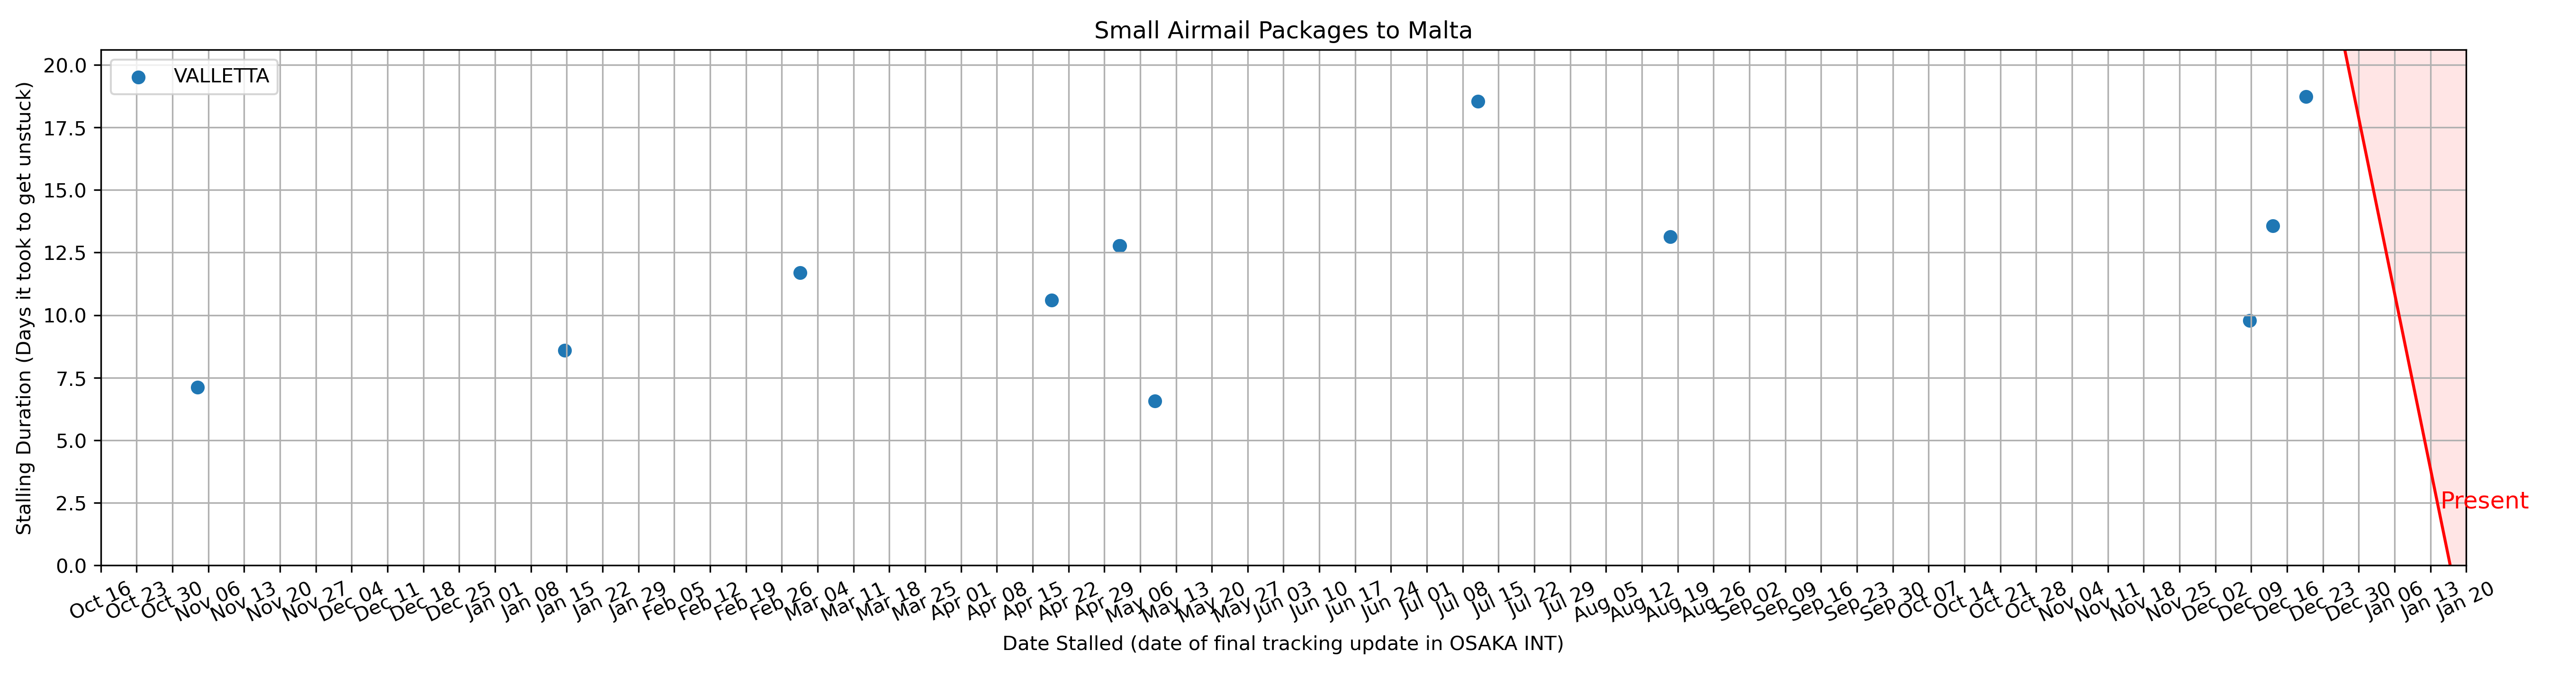 Small Airmail Packages to Malta
VALLETTA
Stalling Duration (Days it took to get unstuck)
20.0
17.5
15.0
12.5
10.0
7.5
5.0
2.5
0.0
Present
Oct 16 Oct 23 Oct 30 Nov 06 Nov 13 Nov 20 Nov 27 Dec 04 Dec 11 Dec 18 Dec 25 Jan 01 Jan 08 Jan 15 Jan 22 Jan 29 Feb 05 Feb 12 Feb 19 Feb 26 Mar 04 Mar 11 Mar 18 Mar 25 Apr 01 Apr 08 Apr 15 Apr 22 Apr 29 May 06 May 13 May 20 May 27 Jun 03 Jun 10 Jun 17 Jun 24 Jul 01 Jul 08 Jul 15 Jul 22 Jul 29 Aug 05 Aug 12 Aug 19 Aug 26 Sep 02 Sep 09 Sep 16 Sep 23 Sep 30 Oct 07 Oct 14 Oct 21 Oct 28 Nov 04 Nov 11 Nov 18 Nov 25 Dec 02 Dec 09 Dec 16 Dec 23 Dec 30 Jan 06 Jan 13 Jan 20
Date Stalled (date of final tracking update in OSAKA INT)